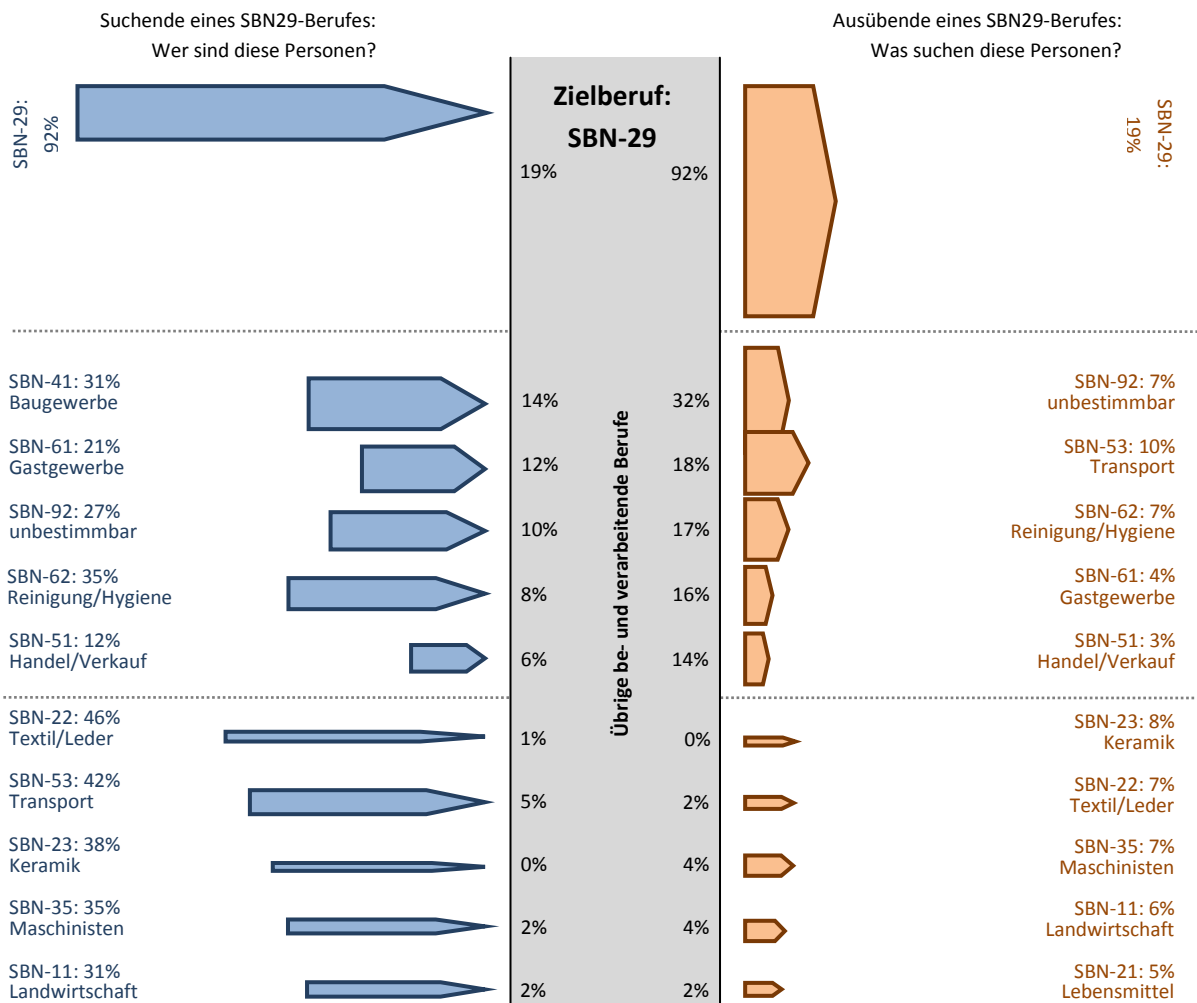 Suchende eines SBN29-Berufes:
Wer sind diese Personen?
Ausübende eines SBN29-Berufes:
Was suchen diese Personen?
SBN-29:
92%
Zielberuf:
SBN-29
19%
92%
SBN-29:
19%
Übrige be- und verarbeitende Berufe
SBN-41: 31%
Baugewerbe
14%
32%
SBN-92: 7%
unbestimmbar
SBN-61: 21%
Gastgewerbe
12%
18%
SBN-53: 10%
Transport
SBN-92: 27%
unbestimmbar
10%
17%
SBN-62: 7%
Reinigung/Hygiene
SBN-62: 35%
Reinigung/Hygiene
8%
16%
SBN-61: 4%
Gastgewerbe
SBN-51: 12%
Handel/Verkauf
6%
14%
SBN-51: 3%
Handel/Verkauf
SBN-22: 46%
Textil/Leder
1%
0%
SBN-23: 8%
Keramik
SBN-53: 42%
Transport
5%
2%
SBN-22: 7%
Textil/Leder
SBN-23: 38%
Keramik
0%
4%
SBN-35: 7%
Maschinisten
SBN-35: 35%
Maschinisten
2%
4%
SBN-11: 6%
Landwirtschaft
SBN-11: 31%
Landwirtschaft
2%
2%
SBN-21: 5%
Lebensmittel